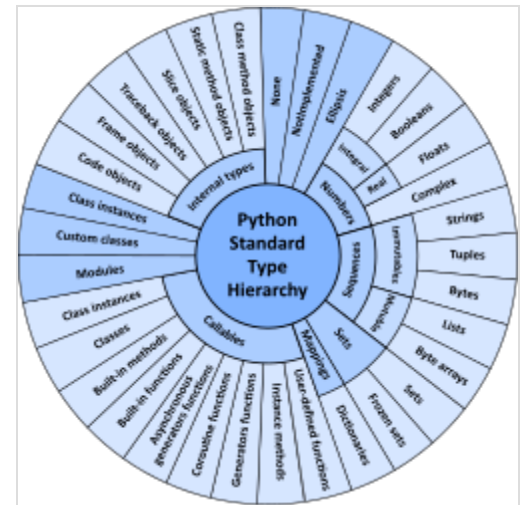 Python
Standard
Type
Hierarchy
None
NotImplemented
Ellipsis
Numbers
Integral
Integers
Booleans
Real
Floats
Complex
Sequences
Immutables
Strings
Tuples
Bytes
Mutable
Lists
Byte arrays
Sets
Sets
Frozen sets
Mappings
Dictionaries
Callables
User-defined functions
Instance methods
Generators functions
Coroutine functions
Asynchronous
generators functions
Built-in functions
Built-in methods
Classes
Class instances
Modules
Custom classes
Class instances
Internal types
Code objects
Frame objects
Traceback objects
Slice objects
Static method objects
Class method objects